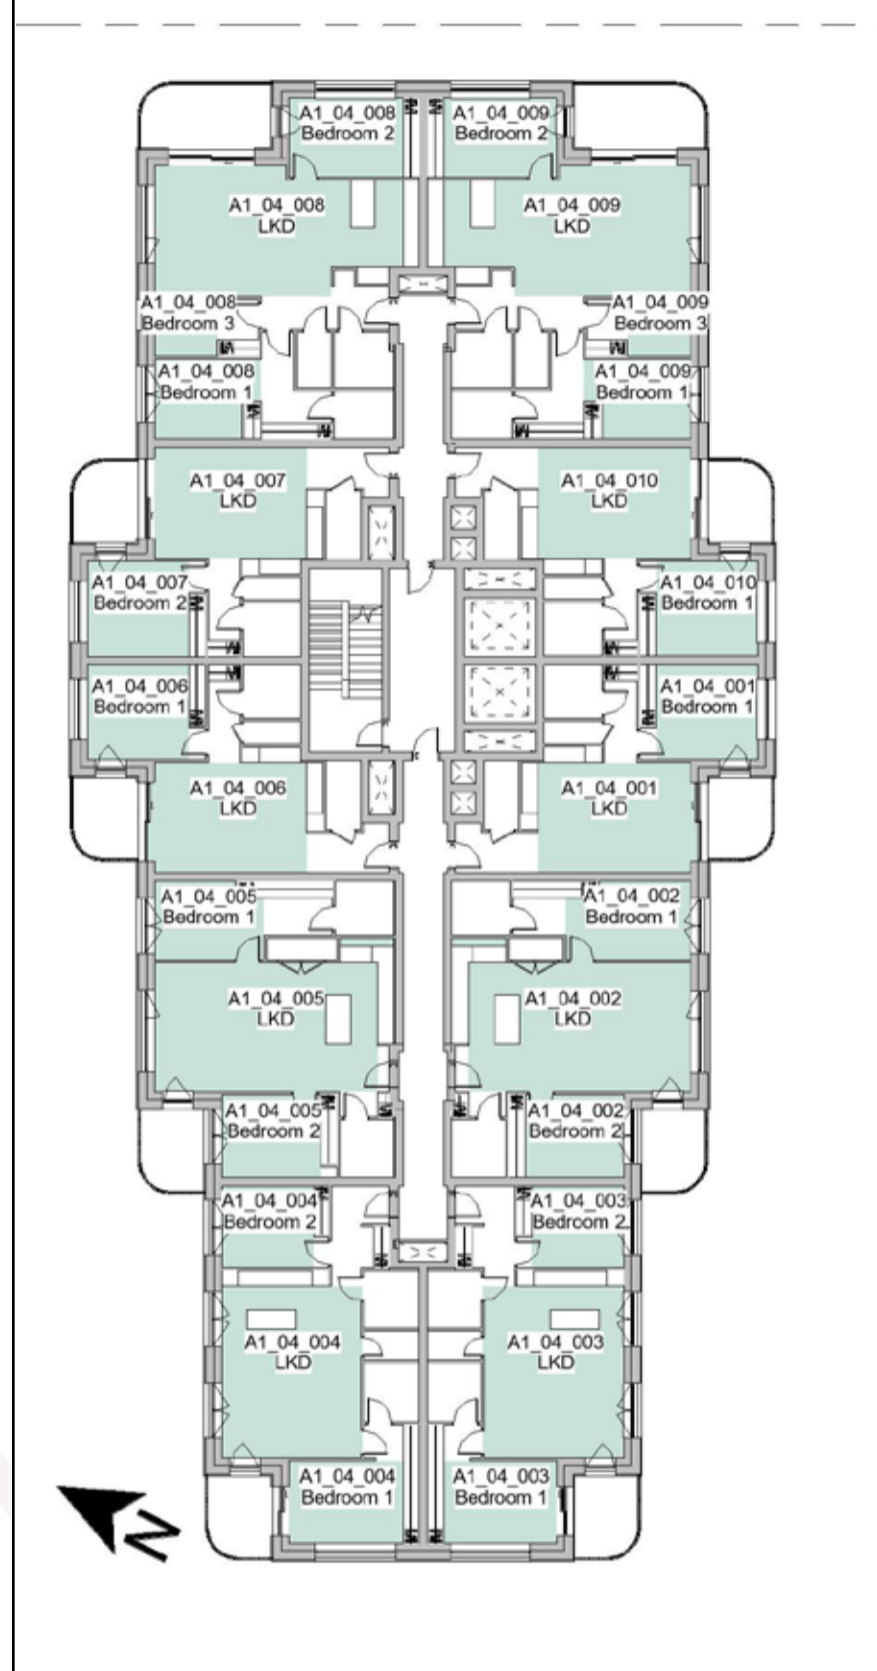 A1_04_008
Bedroom 2
A1_04_009
Bedroom 2
A1_04_008
LKD
A1_04_009
LKD
A1_04_008
Bedroom 3
A1_04_009
Bedroom 3
A1_04_008
Bedroom 1
A1_04_009
Bedroom 1
A1_04_007
LKD
A1_04_010
LKD
A1_04_007
Bedroom 2
A1_04_010
Bedroom 1
A1_04_006
Bedroom 1
A1_04_001
Bedroom 1
A1_04_006
LKD
A1_04_001
LKD
A1_04_005
Bedroom 1
A1_04_002
Bedroom 1
A1_04_005
LKD
A1_04_002
LKD
A1_04_005
Bedroom 2
A1_04_002
Bedroom 2
A1_04_004
Bedroom 2
A1_04_003
Bedroom 2
A1_04_004
LKD
A1_04_003
LKD
A1_04_004
Bedroom 1
A1_04_003
Bedroom 1
N